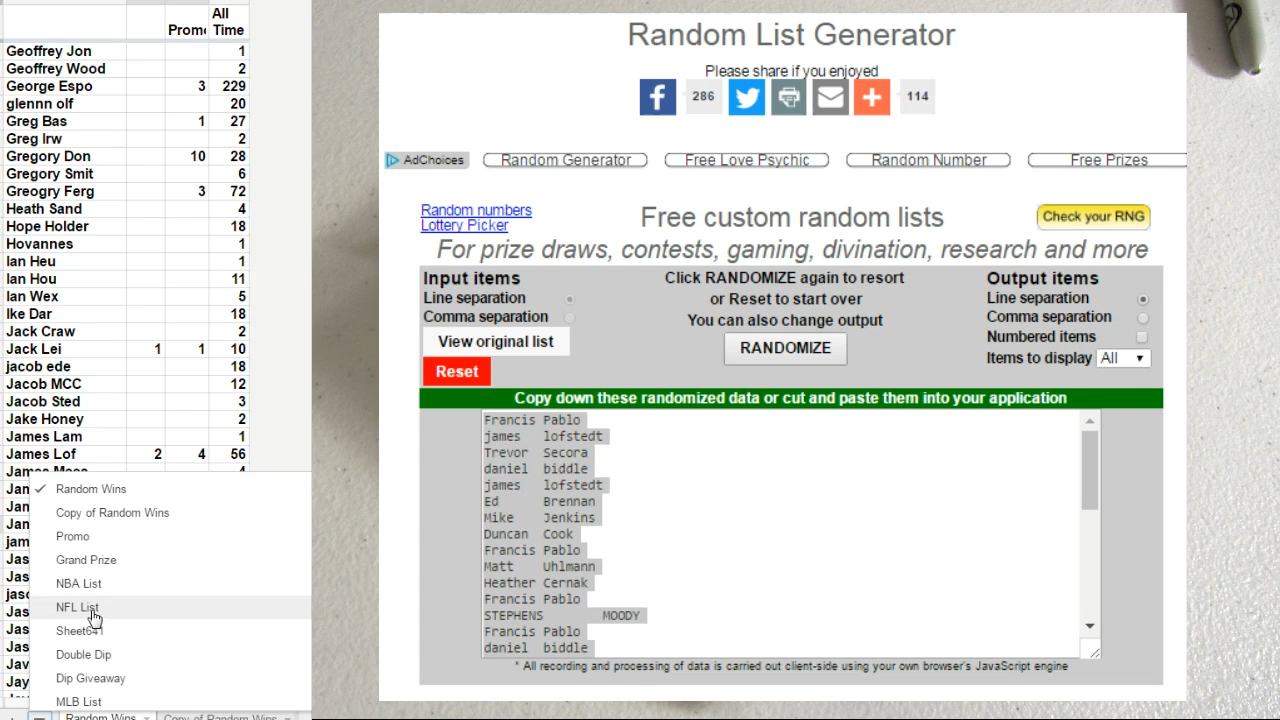 Promo All Time
Geoffrey Jon 1
Geoffrey Wood 2
George Espo 3 229
glennn olf 20
Greg Bas 1 27
Greg Irw 2
Gregory Don 10 28
Gregory Smit 6
Greogry Ferg 3 72
Heath Sand 4
Hope Holder 18
Hovannes 1
Ian Heu 1
Ian Hou 11
Ian Wex 5
Ike Dar 18
Jack Craw 2
Jack Lei 1 1 10
jacob ede 18
Jacob MCC 12
Jacob Sted 3
Jake Honey 2
James Lam 1
James Lof 2 4 56
Random Wins
Copy of Random Wins
Promo
Grand Prize
NBA List
NFL List
Sheet641
Double Dip
Dip Giveaway
MLB List
Random Wins Copy of Random Wins
Random List Generator
Please share if you enjoyed
286 114
AdChoices Random Generator Free Love Psychic Random Number Free Prizes
Random numbers
Lottery Picker
Free custom random lists
Check your RNG
For prize draws, contests, gaming, divination, research and more
Input items
Line separation
Comma separation
View original list
Reset
Click RANDOMIZE again to resort
or Reset to start over
You can also change output
RANDOMIZE
Output items
Line separation
Comma separation
Numbered items
Items to display All
Copy down these randomized data or cut and paste them into your application
Francis Pablo
james lofstedt
Trevor Secora
daniel biddle
james lofstedt
Ed Brennan
Mike Jenkins
Duncan Cook
Francis Pablo
Matt Uhlmann
Heather Cernak
Francis Pablo
STEPHENS MOODY
Francis Pablo
daniel biddle
* All recording and processing of data is carried out client-side using your own browser's JavaScript engine